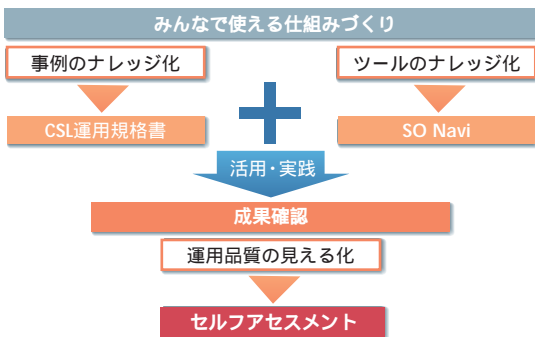 みんなで使える仕組みづくり
事例のナレッジ化
ツールのナレッジ化
CSL運用規格書
SO Navi
活用・実践
成果確認
運用品質の見える化
セルフアセスメント